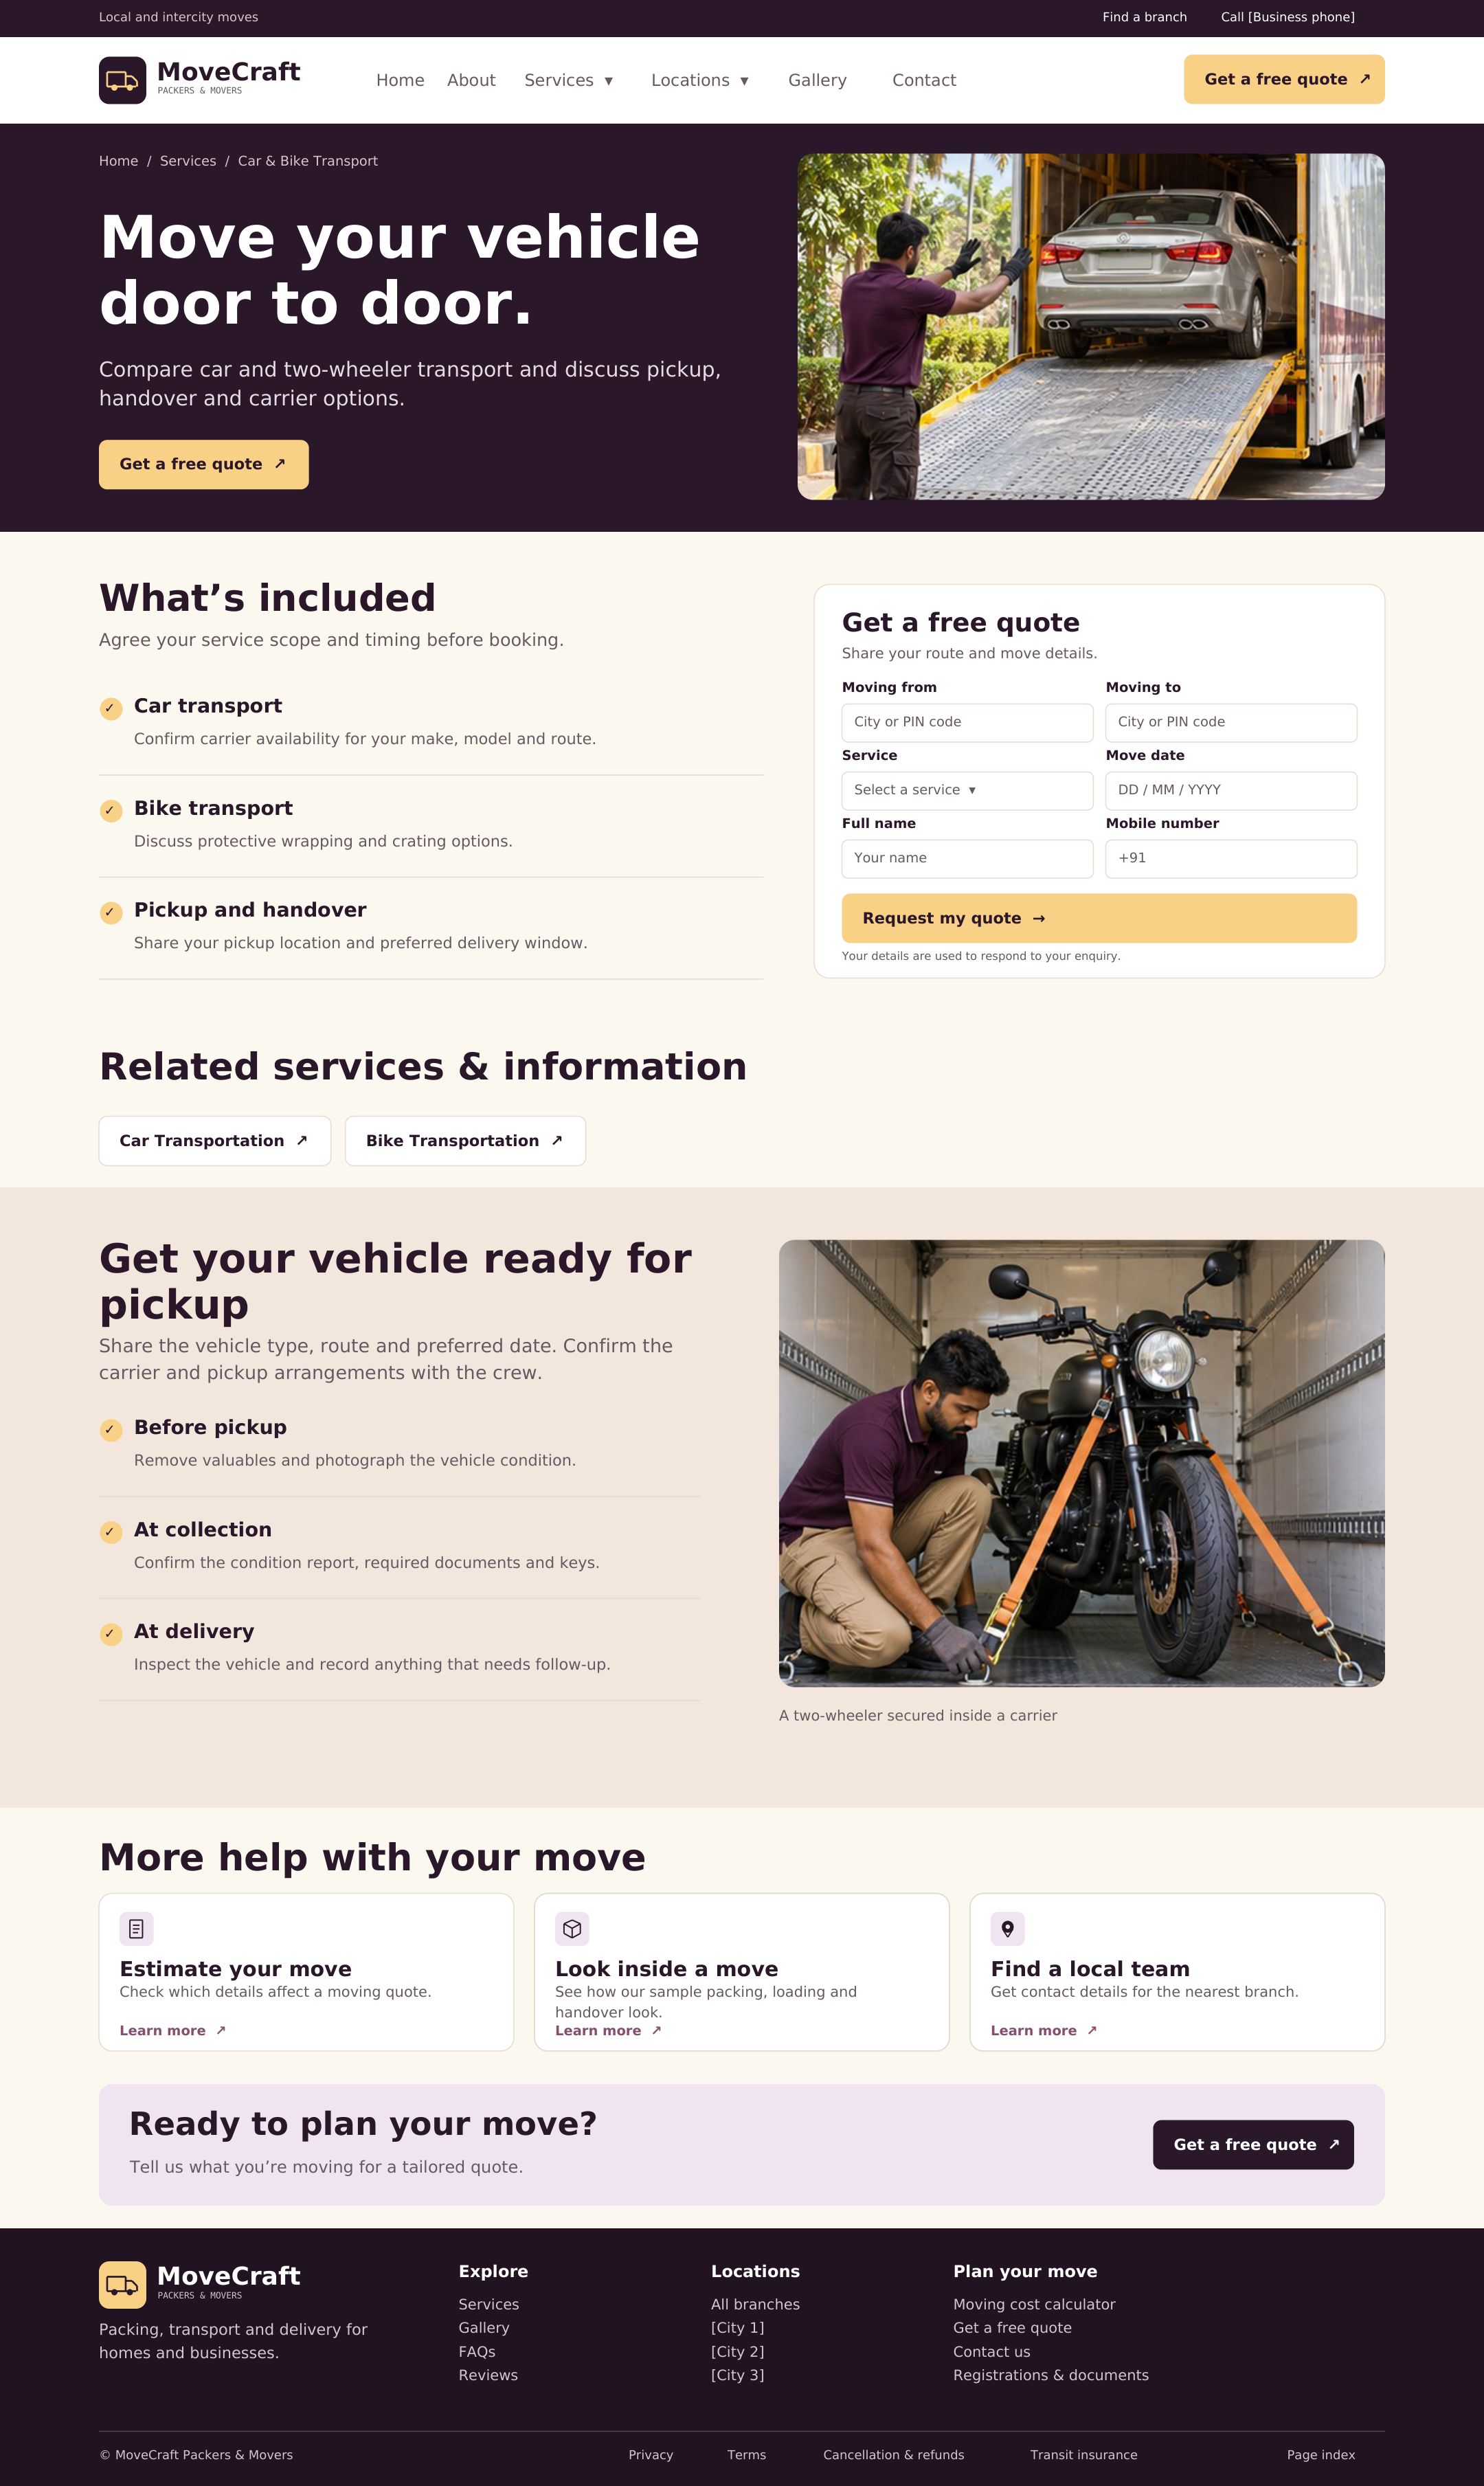 Local and intercity moves
Find a branch
Call [Business phone]
MoveCraft
PACKERS & MOVERS
Home
About
Services ▾
Locations ▾
Gallery
Contact
Get a free quote ↗
Home / Services / Car & Bike Transport
Move your vehicle
door to door.
Compare car and two-wheeler transport and discuss pickup,
handover and carrier options.
Get a free quote ↗
What’s included
Agree your service scope and timing before booking.
✓ Car transport
Confirm carrier availability for your make, model and route.
✓ Bike transport
Discuss protective wrapping and crating options.
✓ Pickup and handover
Share your pickup location and preferred delivery window.
Get a free quote
Share your route and move details.
Moving from
Moving to
City or PIN code
City or PIN code
Service
Move date
Select a service ▾
DD / MM / YYYY
Full name
Mobile number
Your name
+91
Request my quote →
Your details are used to respond to your enquiry.
Related services & information
Car Transportation ↗
Bike Transportation ↗
Get your vehicle ready for
pickup
Share the vehicle type, route and preferred date. Confirm the
carrier and pickup arrangements with the crew.
✓ Before pickup
Remove valuables and photograph the vehicle condition.
✓ At collection
Confirm the condition report, required documents and keys.
✓ At delivery
Inspect the vehicle and record anything that needs follow-up.
A two-wheeler secured inside a carrier
More help with your move
Estimate your move
Check which details affect a moving quote.
Learn more ↗
Look inside a move
See how our sample packing, loading and
handover look.
Learn more ↗
Find a local team
Get contact details for the nearest branch.
Learn more ↗
Ready to plan your move?
Tell us what you’re moving for a tailored quote.
Get a free quote ↗
MoveCraft
PACKERS & MOVERS
Packing, transport and delivery for
homes and businesses.
Explore
Services
Gallery
FAQs
Reviews
Locations
All branches
[City 1]
[City 2]
[City 3]
Plan your move
Moving cost calculator
Get a free quote
Contact us
Registrations & documents
© MoveCraft Packers & Movers
Privacy
Terms
Cancellation & refunds
Transit insurance
Page index